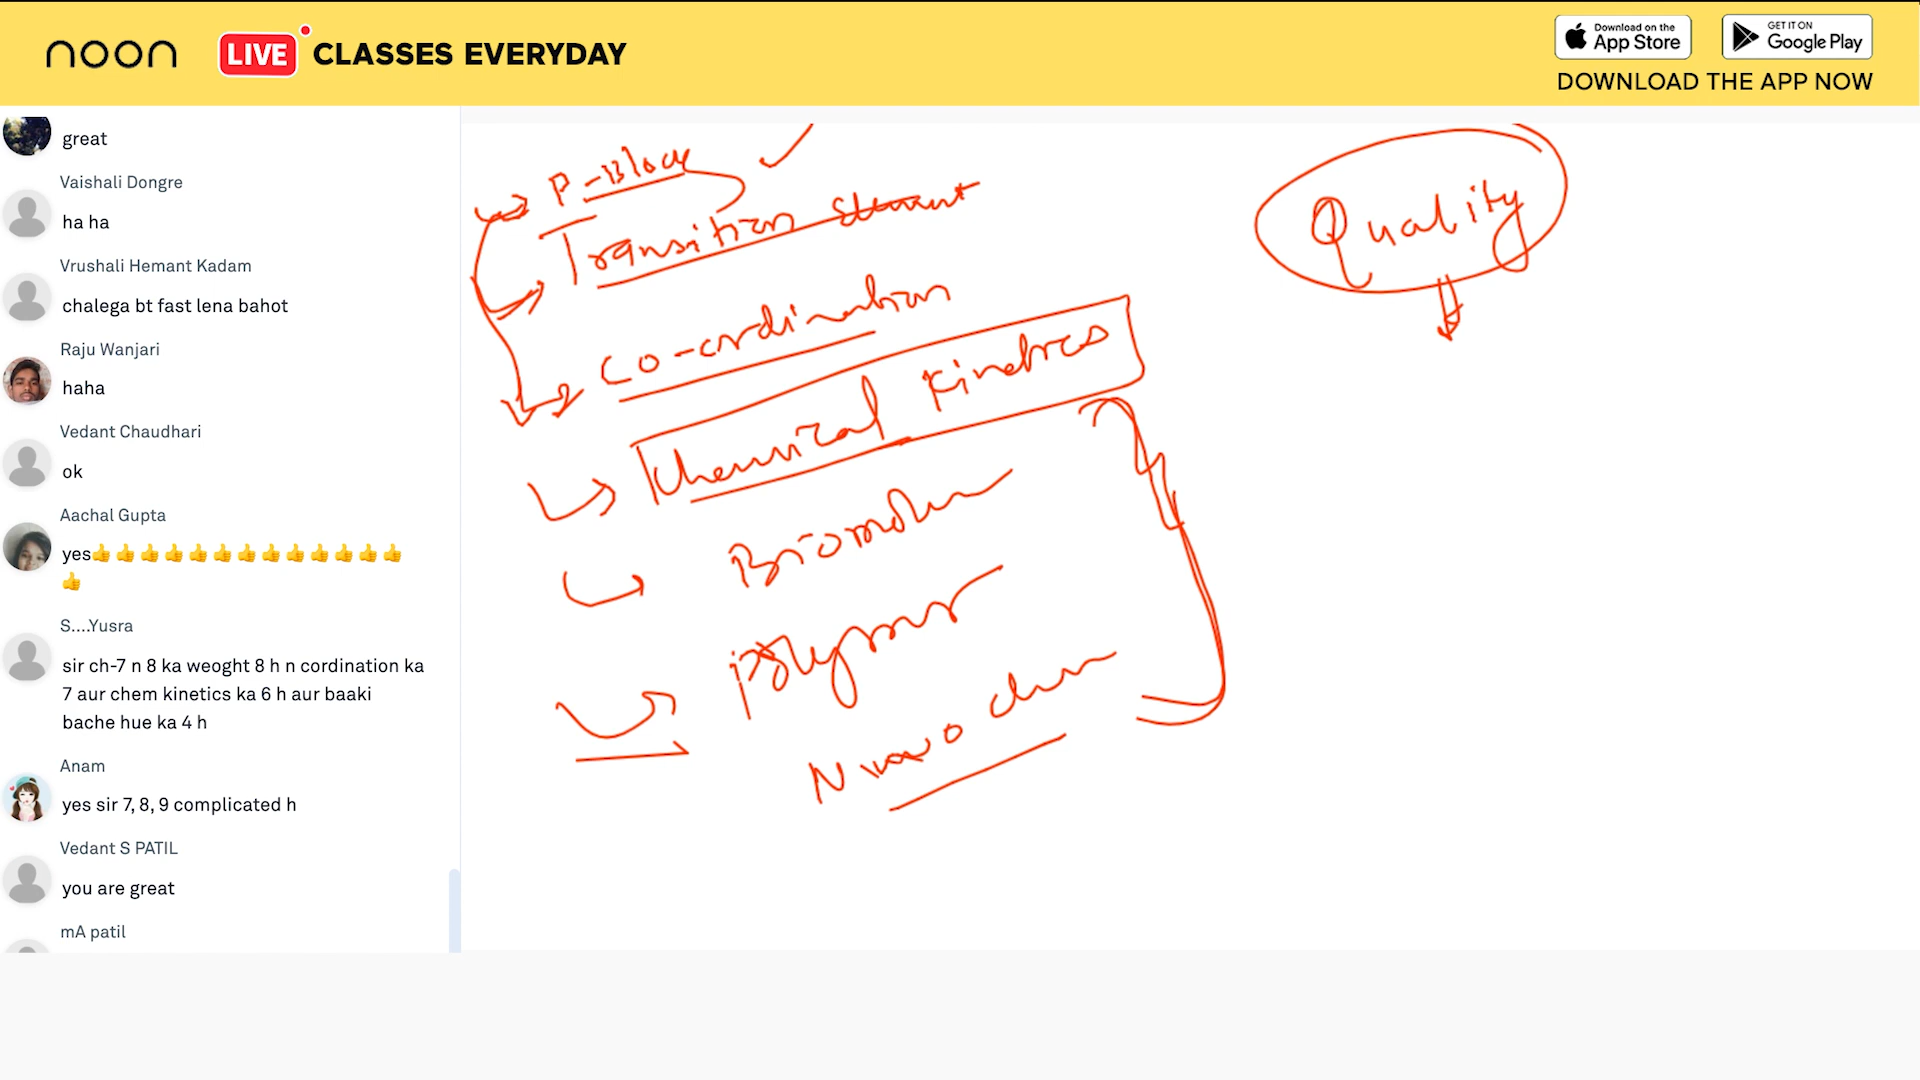 noon LIVE CLASSES EVERYDAY
Download on the App Store
GET IT ON Google Play
DOWNLOAD THE APP NOW
great
Vaishali Dongre
ha ha
Vrushali Hemant Kadam
chalega bt fast lena bahot
Raju Wanjari
haha
Vedant Chaudhari
ok
Aachal Gupta
yes👍👍👍👍👍👍👍👍👍👍👍👍👍
👍
S....Yusra
sir ch-7 n 8 ka weoght 8 h n cordination ka
7 aur chem kinetics ka 6 h aur baaki
bache hue ka 4 h
Anam
yes sir 7, 8, 9 complicated h
Vedant S PATIL
you are great
mA patil
P-Block
Transition
Co-ordination
Chemical Kinetics
Polymer
Quality